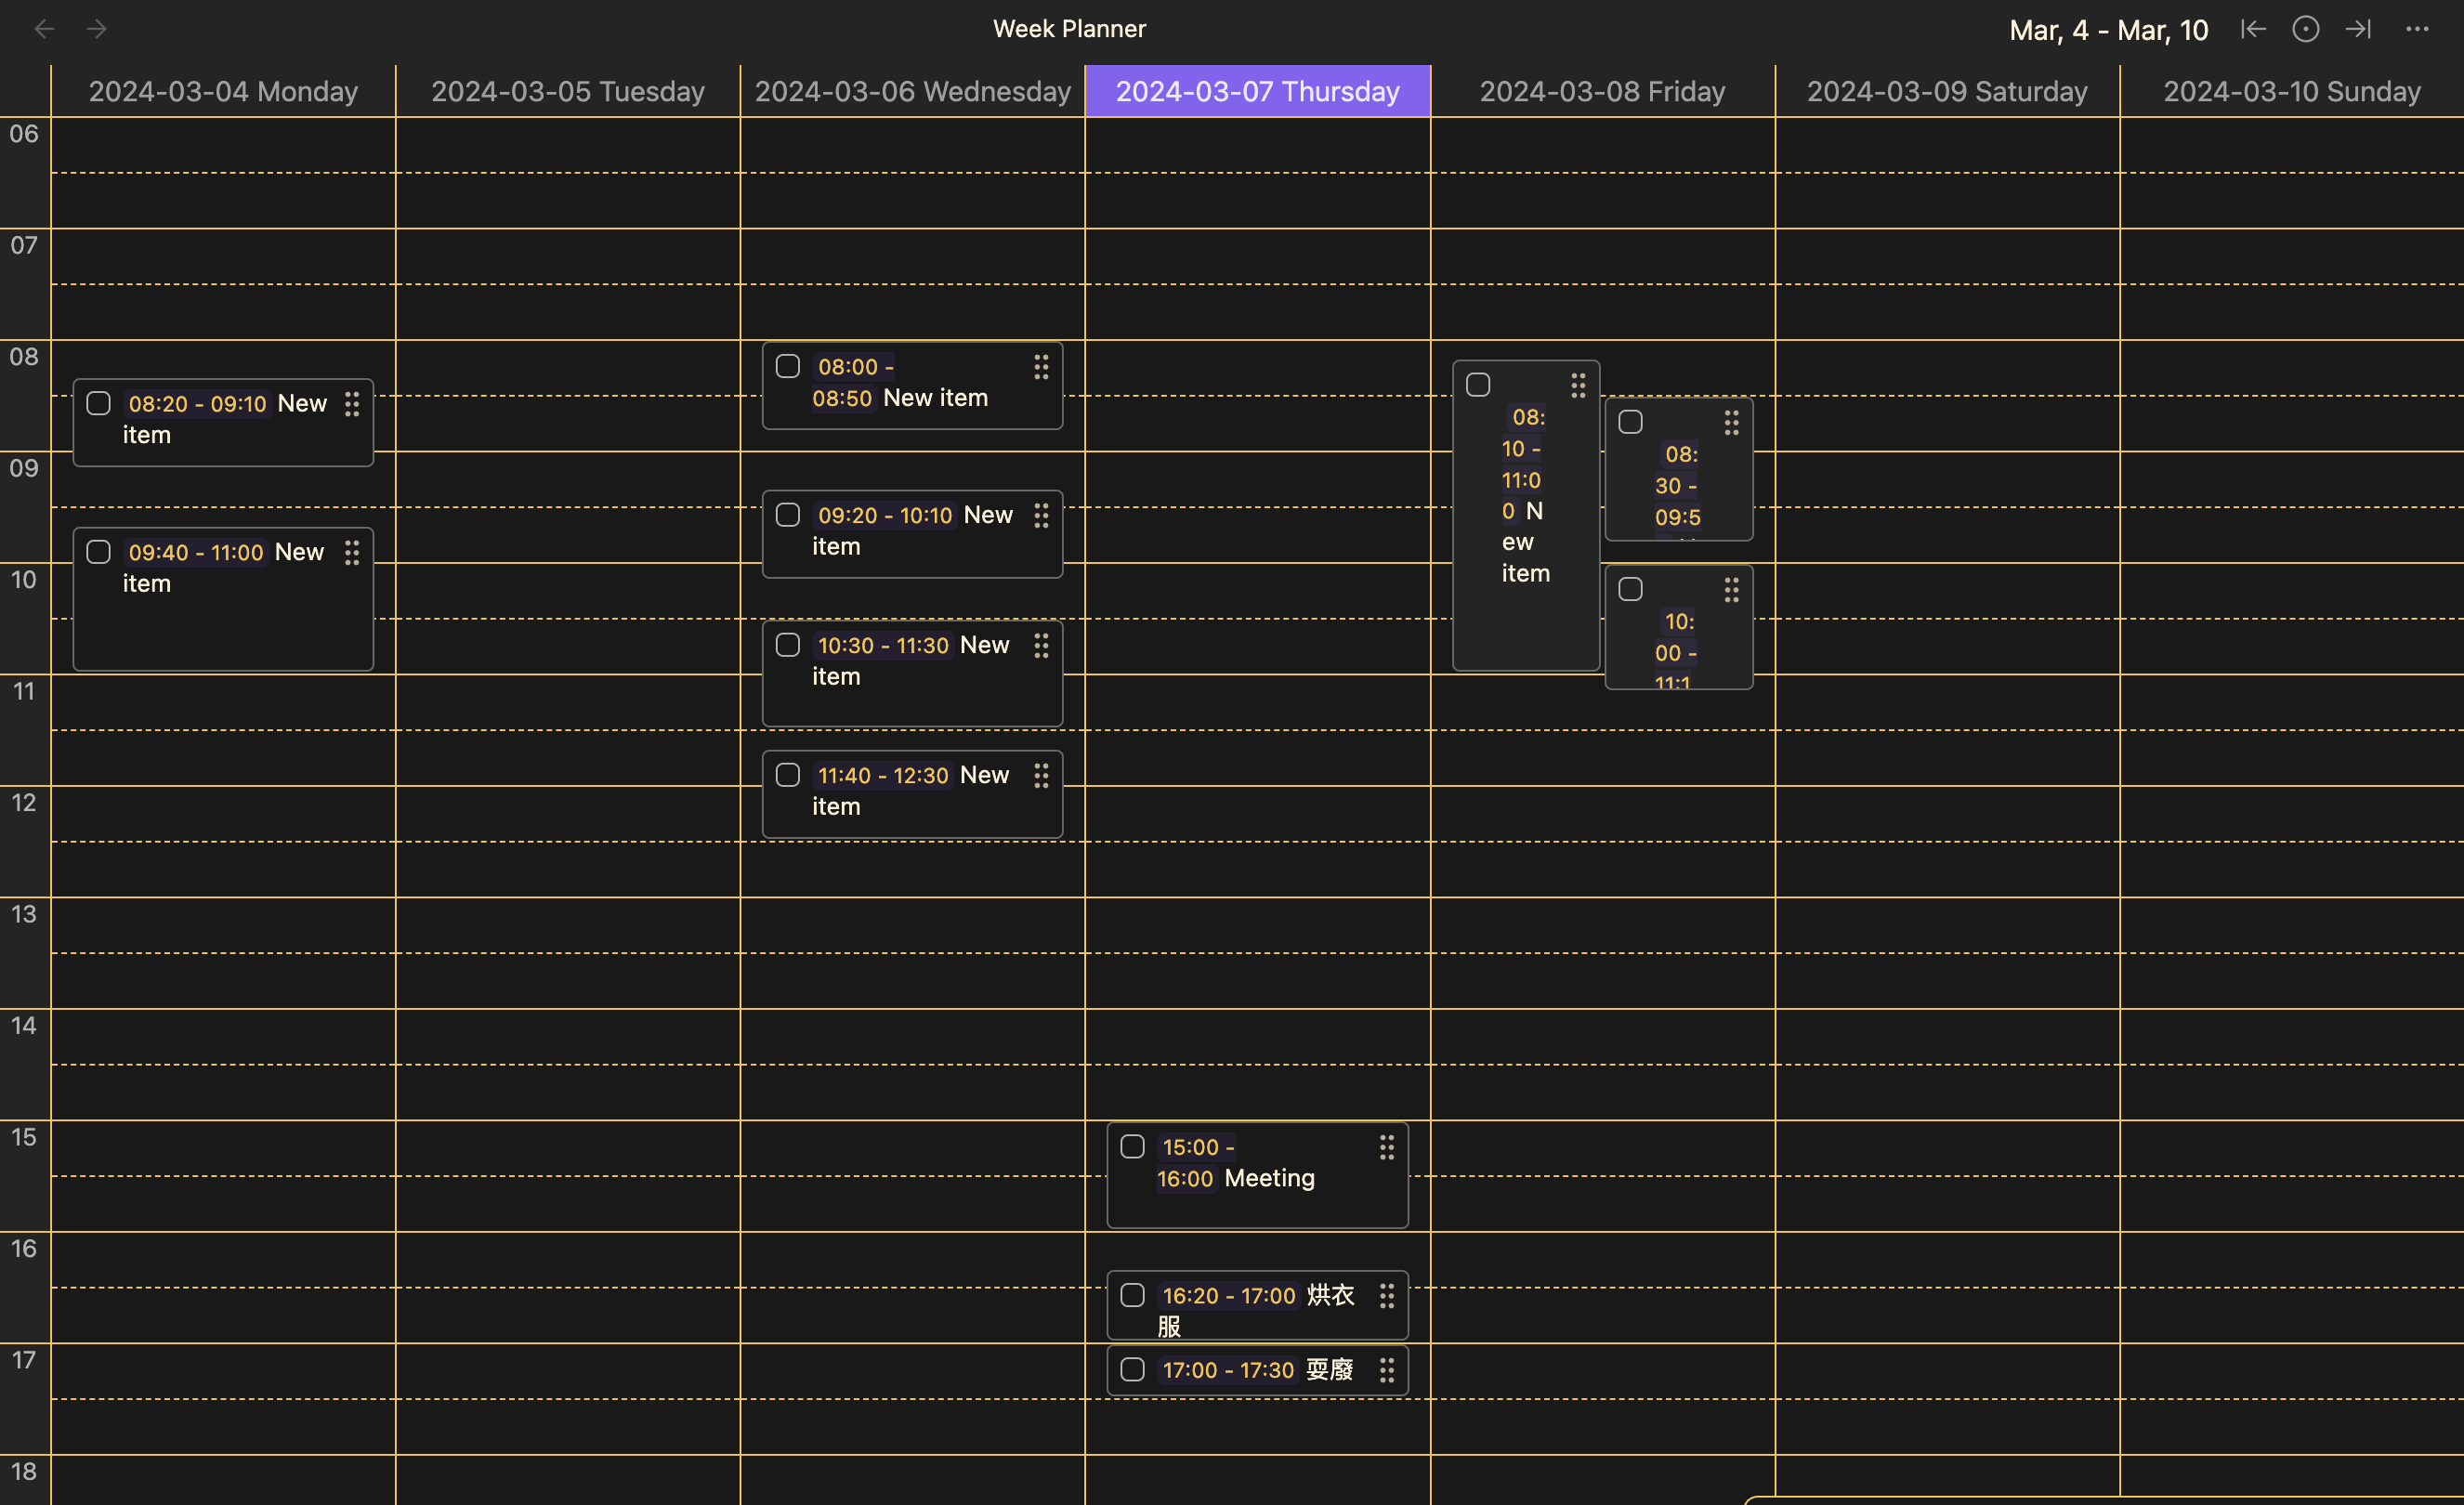 Week Planner
Mar, 4 - Mar, 10
2024-03-04 Monday
2024-03-05 Tuesday
2024-03-06 Wednesday
2024-03-07 Thursday
2024-03-08 Friday
2024-03-09 Saturday
2024-03-10 Sunday
06
07
08
09
10
11
12
13
14
15
16
17
18
08:20 - 09:10 New
item
09:40 - 11:00 New
item
08:00 -
08:50 New item
09:20 - 10:10 New
item
10:30 - 11:30 New
item
11:40 - 12:30 New
item
15:00 -
16:00 Meeting
16:20 - 17:00 烘衣
服
17:00 - 17:30 耍廢
08:
10 -
11:0
0 N
ew
item
08:
30 -
09:5
10:
00 -
11:1